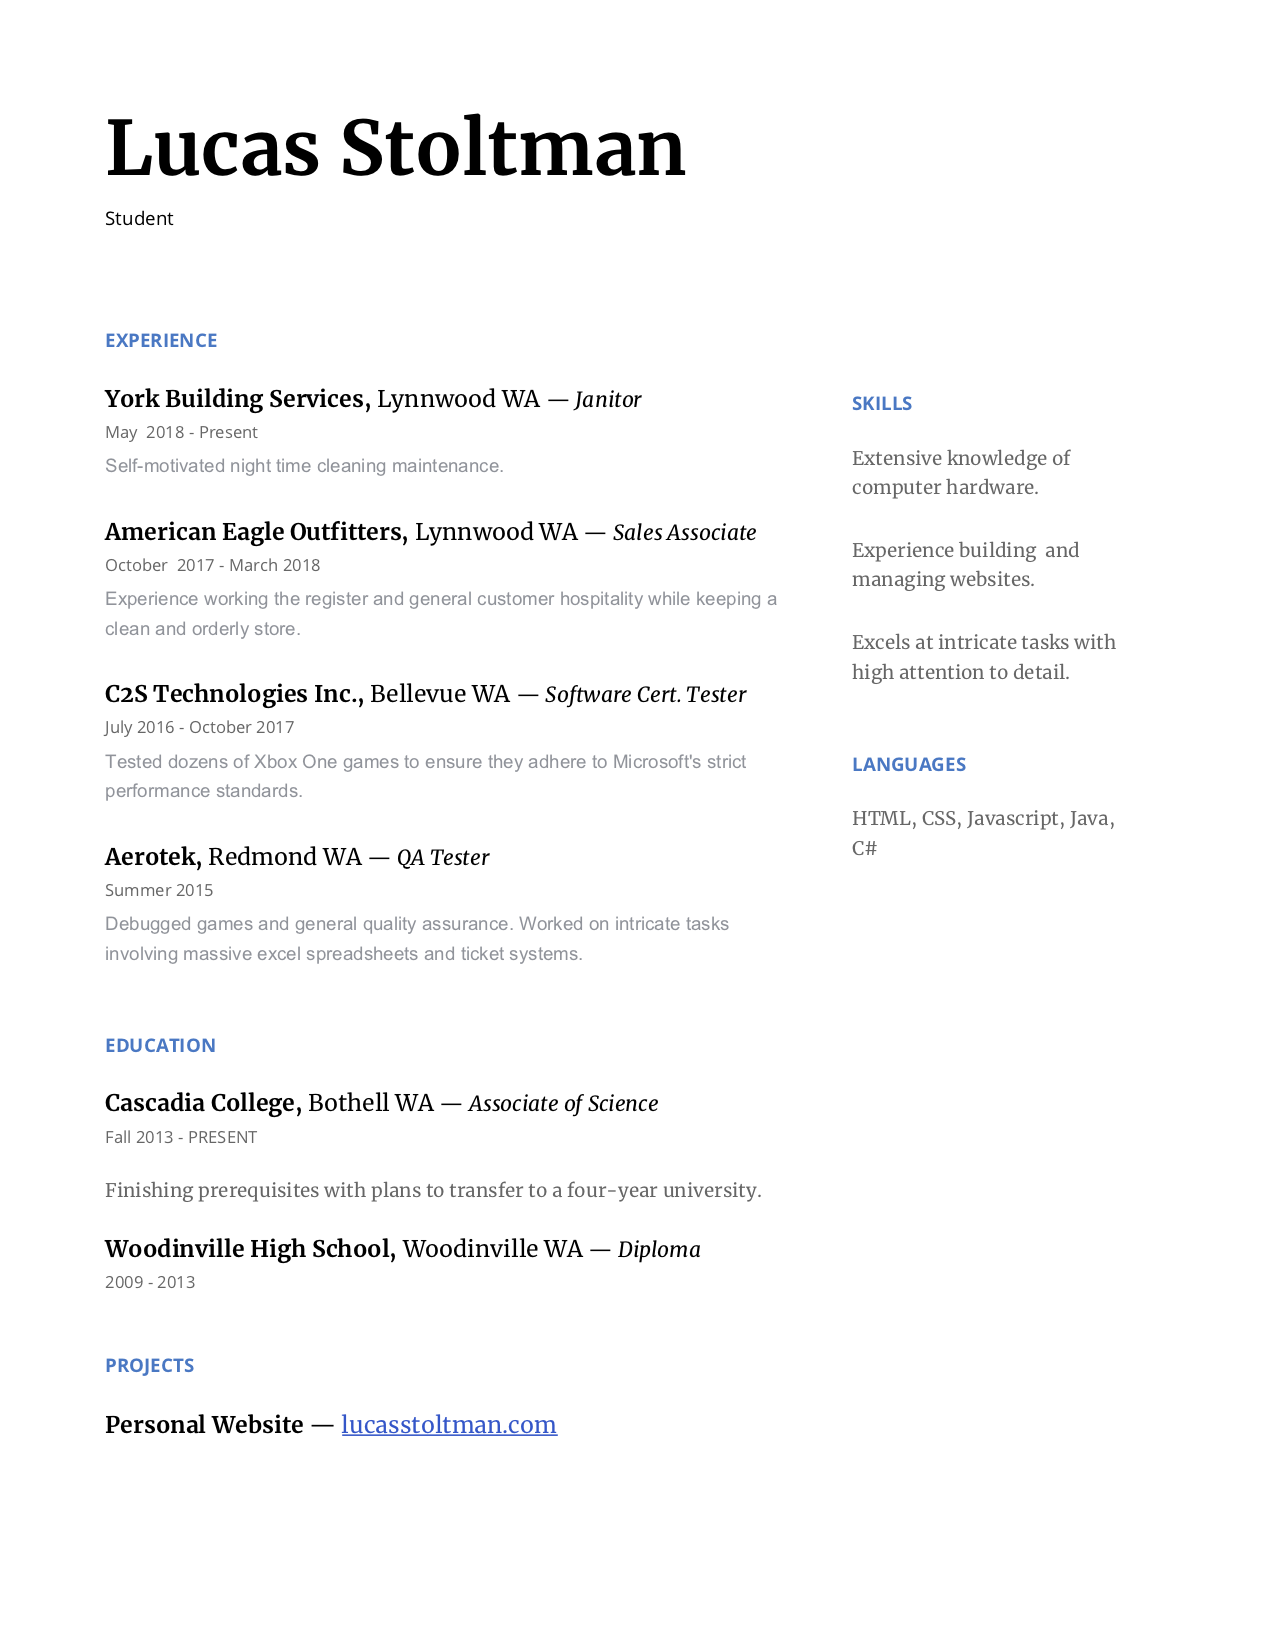 Lucas Stoltman
Student
EXPERIENCE
York Building Services, Lynnwood WA — Janitor
May  2018 - Present
Self-motivated night time cleaning maintenance.
American Eagle Outfitters, Lynnwood WA — Sales Associate
October  2017 - March 2018
Experience working the register and general customer hospitality while keeping a
clean and orderly store.
C2S Technologies Inc., Bellevue WA — Software Cert. Tester
July 2016 - October 2017
Tested dozens of Xbox One games to ensure they adhere to Microsoft's strict
performance standards.
Aerotek, Redmond WA — QA Tester
Summer 2015
Debugged games and general quality assurance. Worked on intricate tasks
involving massive excel spreadsheets and ticket systems.
EDUCATION
Cascadia College, Bothell WA — Associate of Science
Fall 2013 - PRESENT
Finishing prerequisites with plans to transfer to a four-year university.
Woodinville High School, Woodinville WA — Diploma
2009 - 2013
PROJECTS
Personal Website — lucasstoltman.com
SKILLS
Extensive knowledge of
computer hardware.
Experience building  and
managing websites.
Excels at intricate tasks with
high attention to detail.
LANGUAGES
HTML, CSS, Javascript, Java,
C#